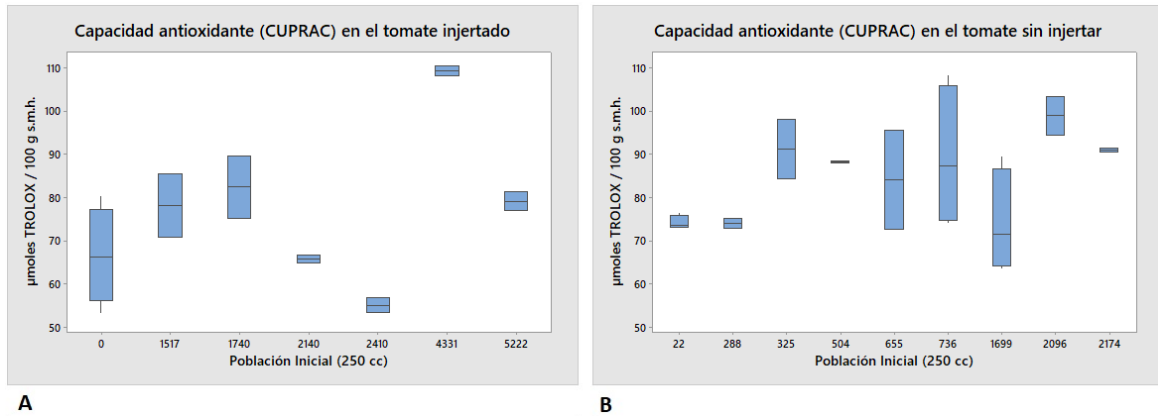 Capacidad antioxidante (CUPRAC) en el tomate injertado
µmoles TROLOX / 100 g s.m.h.
110
100
90
80
70
60
50
0 1517 1740 2140 2410 4331 5222
Población Inicial (250 cc)
A
Capacidad antioxidante (CUPRAC) en el tomate sin injertar
µmoles TROLOX / 100 g s.m.h.
110
100
90
80
70
60
50
22 288 325 504 655 736 1699 2096 2174
Población Inicial (250 cc)
B